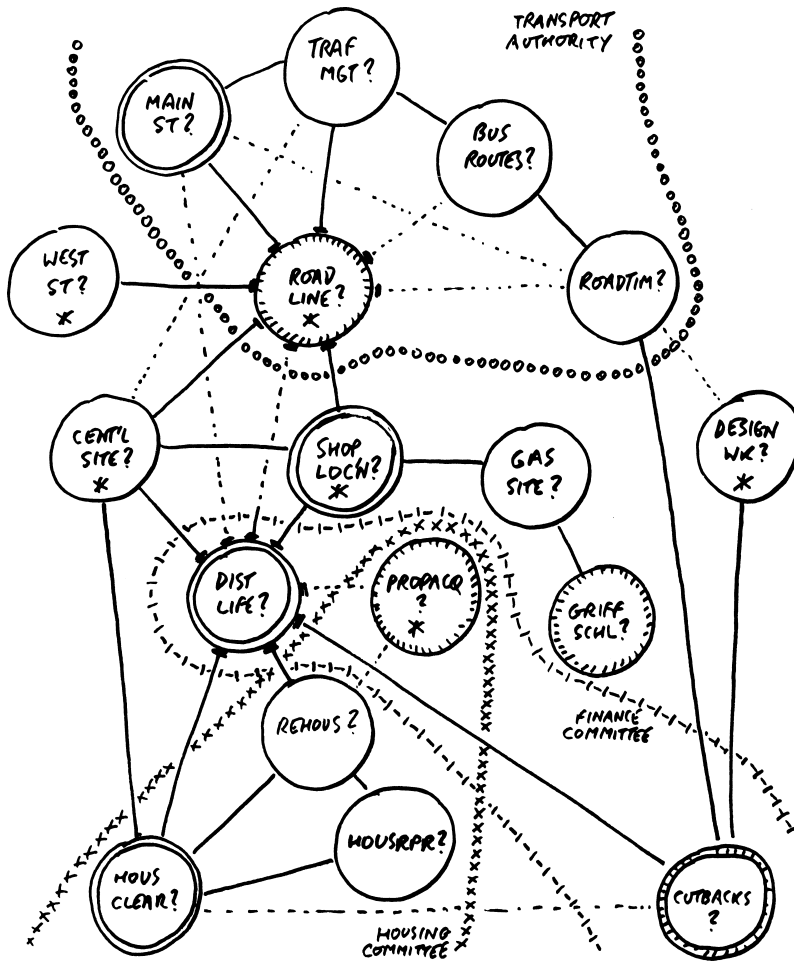 TRANSPORT
AUTHORITY
TRAF
MGT?
MAIN
ST?
BUS
ROUTES?
WEST
ST?
*
ROAD
LINE?
*
ROADTIM?
CENT'L
SITE?
*
SHOP
LOC'N?
*
GAS
SITE?
DESIGN
WK?
*
DIST
LIFE?
PROPACQ
?
*
GRIFF
SCHL?
REHOUS?
FINANCE
COMMITTEE
HOUSRPR?
HOUS
CLEAR?
CUTBACKS
?
HOUSING
COMMITTEE